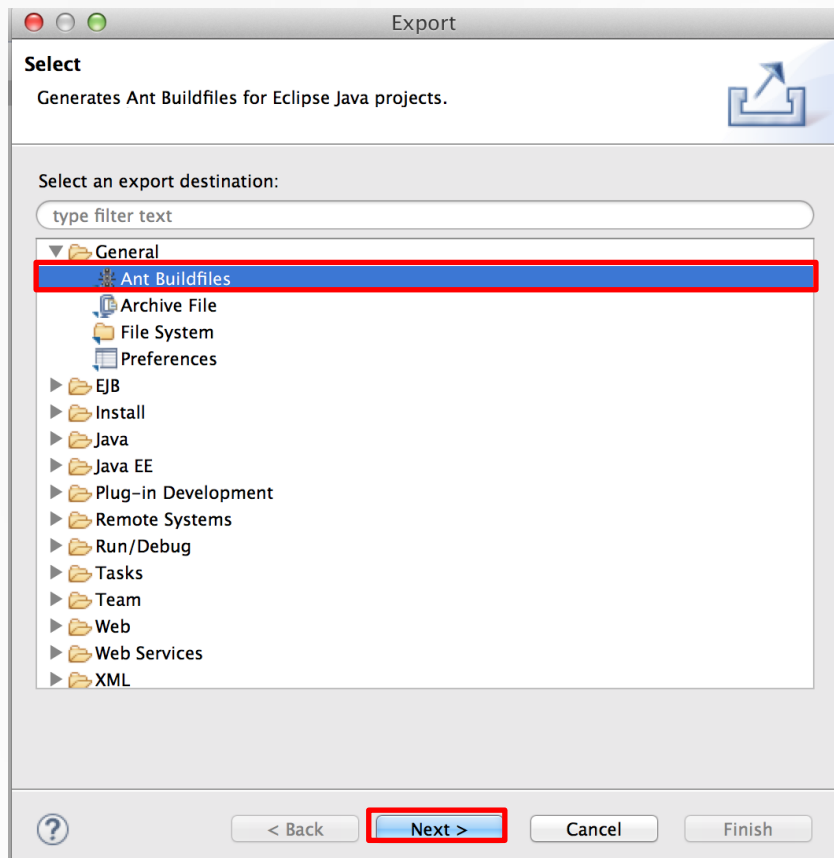 Export
Select
Generates Ant Buildfiles for Eclipse Java projects.
Select an export destination:
type filter text
General
Ant Buildfiles
Archive File
File System
Preferences
EJB
Install
Java
Java EE
Plug-in Development
Remote Systems
Run/Debug
Tasks
Team
Web
Web Services
XML
?
< Back
Next >
Cancel
Finish